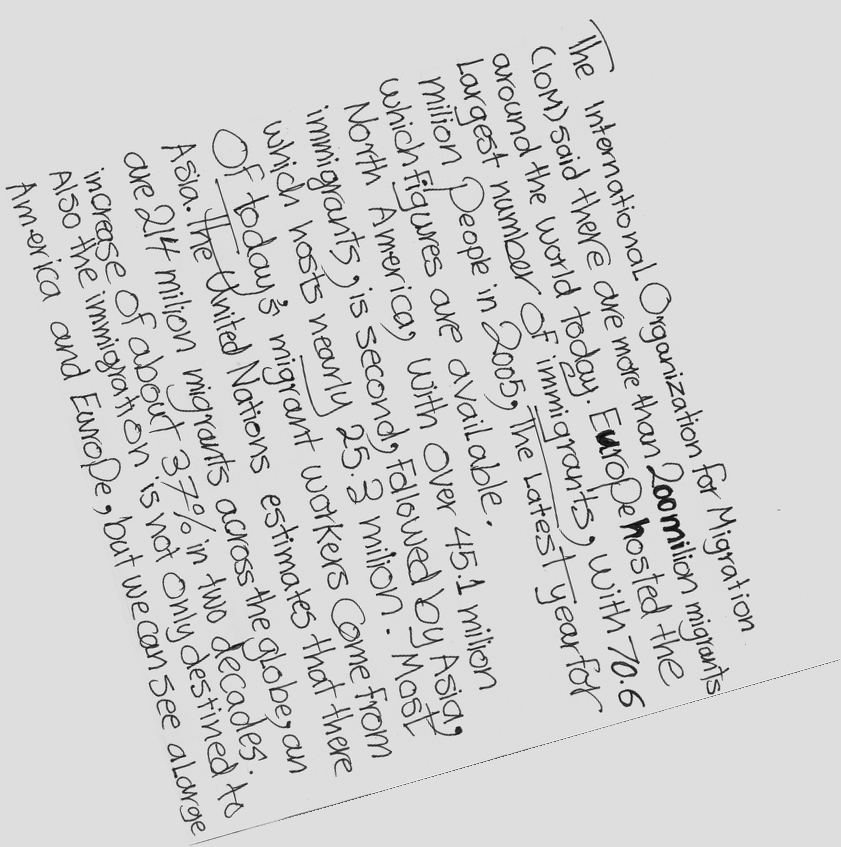 The International Organization for Migration
(IOM) said there are more than 200 milion migrants
around the world today. Europe hosted the
Largest number Of immigrants, with 70.6
milion People in 2005, The Latest year for
which figures are available.
North America, with over 45.1 milion
immigrants, is second, followed by Asia,
which hosts nearly 25.3 milion. Most
Of today's migrant workers Come from
Asia. The United Nations estimates that there
are 214 milion migrants across the globe, an
increase Of about 37% in two decades.
Also the immigration is not Only destined to
America and Europe, but we can see a Large